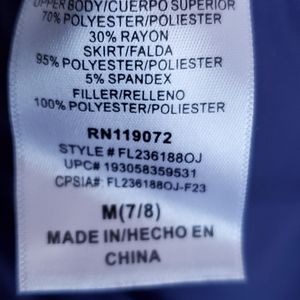 UPPER BODY/CUERPO SUPERIOR
70% POLYESTER/POLIESTER
30% RAYÓN
SKIRT/FALDA
95% POLYESTER/POLIESTER
5% SPANDEX
FILLER/RELLENO
100% POLYESTER/POLIESTER
RN119072
STYLE # FL236188OJ
UPC# 193058359531
CPSIA#: FL236188OJ-F23
M(7/8)
MADE IN/HECHO EN
CHINA